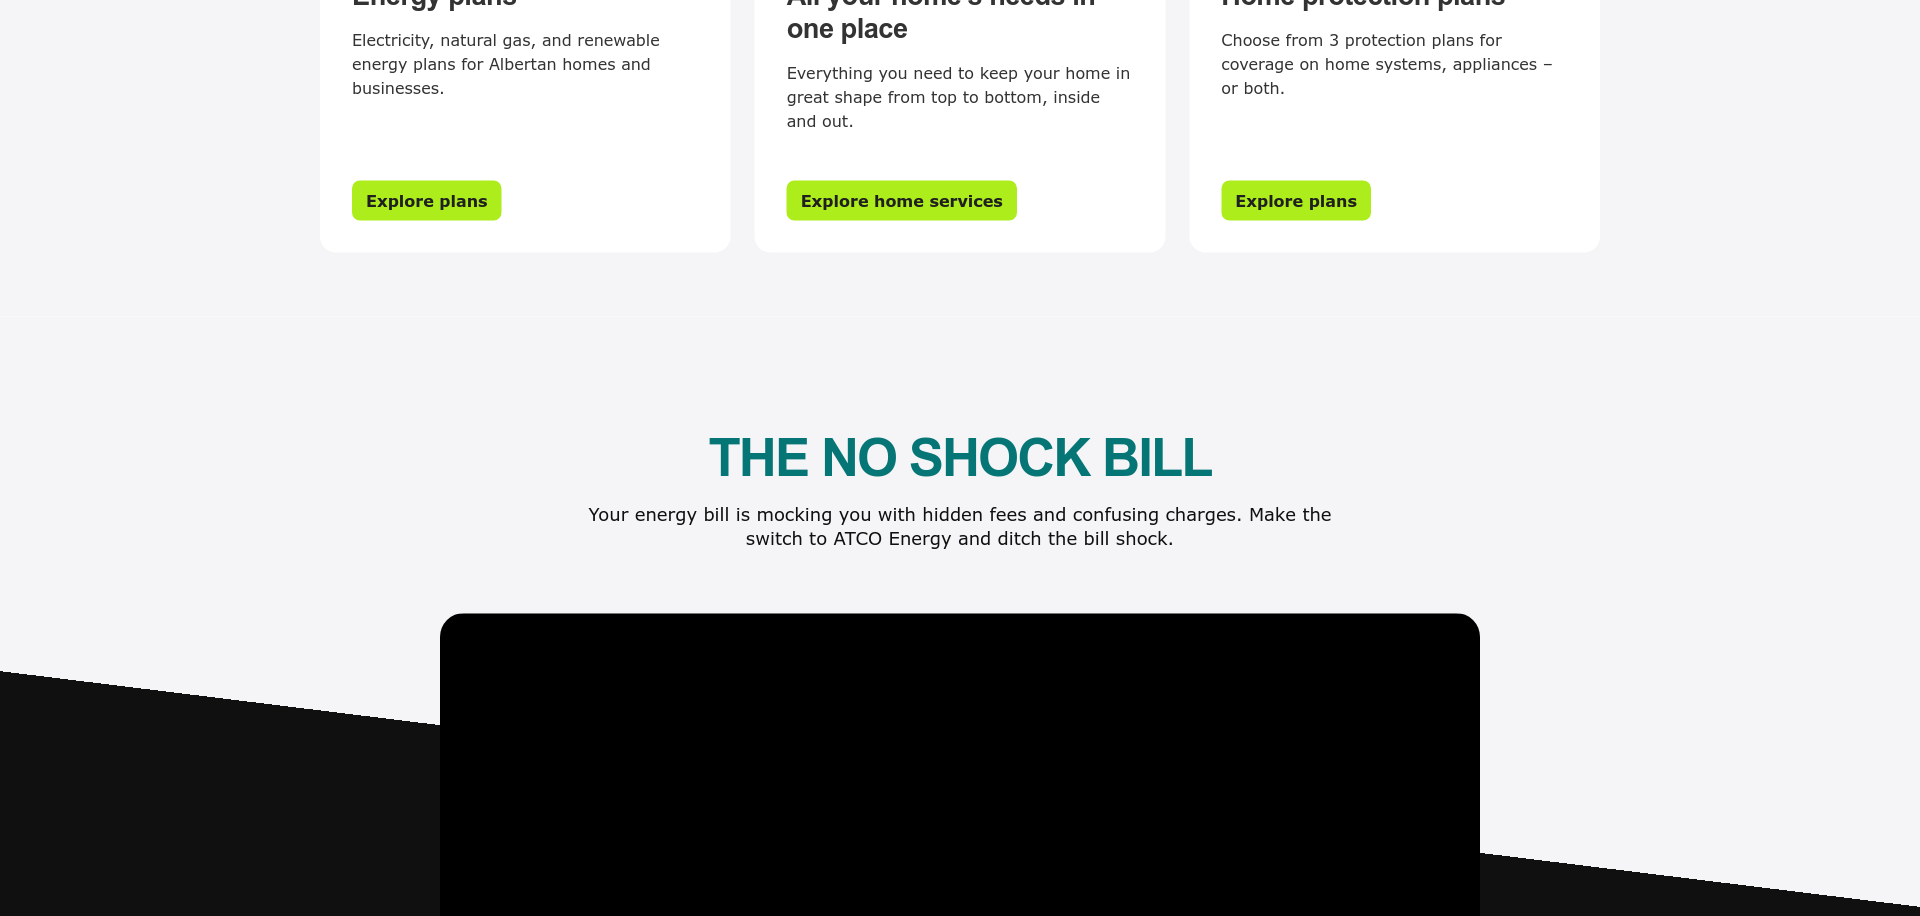 Energy plans
Electricity, natural gas, and renewable
energy plans for Albertan homes and
businesses.
Explore plans
All your home's needs in
one place
Everything you need to keep your home in
great shape from top to bottom, inside
and out.
Explore home services
Home protection plans
Choose from 3 protection plans for
coverage on home systems, appliances –
or both.
Explore plans
THE NO SHOCK BILL
Your energy bill is mocking you with hidden fees and confusing charges. Make the
switch to ATCO Energy and ditch the bill shock.